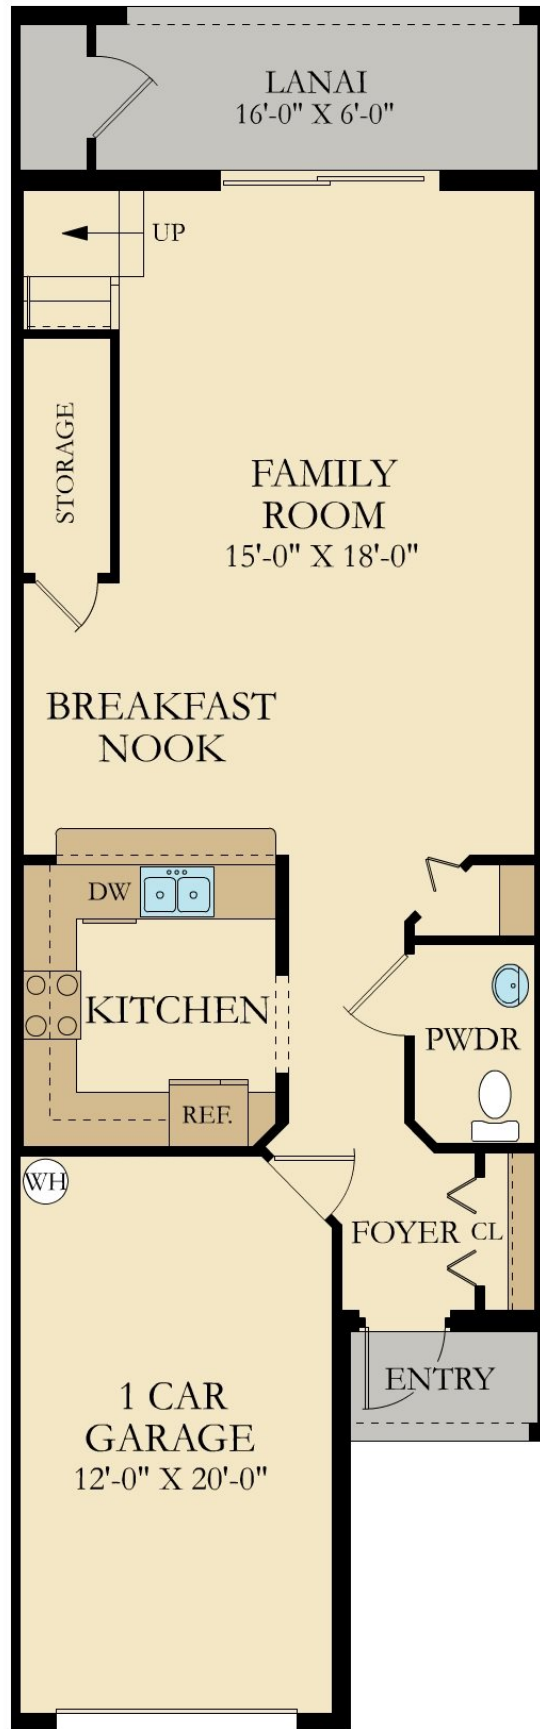 LANAI
16'-0" X 6'-0"
UP
STORAGE
FAMILY
ROOM
15'-0" X 18'-0"
BREAKFAST
NOOK
DW
KITCHEN
PWDR
REF.
WH
FOYER
CL
ENTRY
1 CAR
GARAGE
12'-0" X 20'-0"